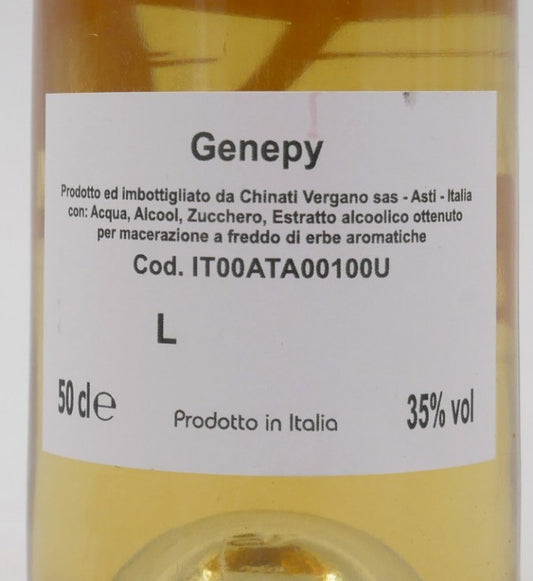 Genepy
Prodotto ed imbottigliato da Chinati Vergano sas - Asti - Italia
con: Acqua, Alcool, Zucchero, Estratto alcoolico ottenuto
per macerazione a freddo di erbe aromatiche
Cod. IT00ATA00100U
L
50 cl ℮
Prodotto in Italia
35% vol